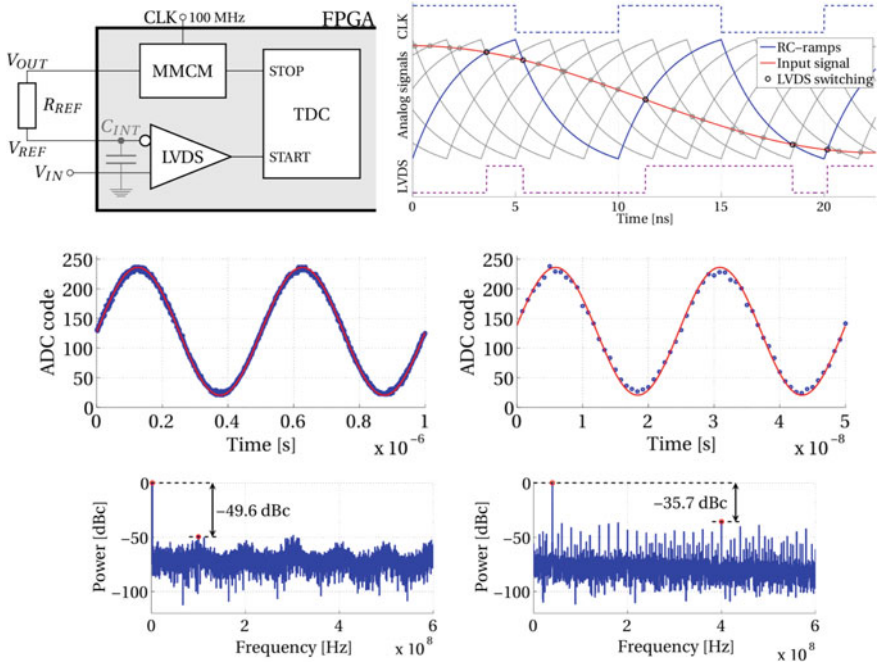 CLK 100 MHz FPGA
V_OUT
MMCM
STOP
R_REF
TDC
C_INT
V_REF
LVDS
START
V_IN
CLK
Analog signals
LVDS
RC-ramps
Input signal
LVDS switching
0 5 10 15 20
Time [ns]
ADC code
250
200
150
100
50
0
0 0.2 0.4 0.6 0.8 1
Time [s] x 10^-6
ADC code
250
200
150
100
50
0
0 1 2 3 4 5
Time [s] x 10^-8
Power [dBc]
0
-50
-100
-49.6 dBc
0 2 4 6
Frequency [Hz] x 10^8
Power [dBc]
0
-50
-100
-35.7 dBc
0 2 4 6
Frequency [Hz] x 10^8